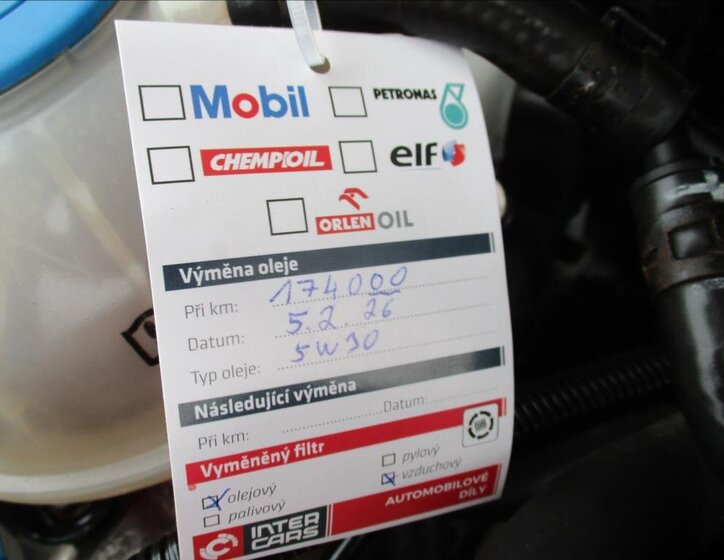 Mobil PETRONAS
CHEMPIOIL elf
ORLEN OIL
Výměna oleje
Při km: 174000
Datum: 5.2.26
Typ oleje: 5W30
Následující výměna
Při km: Datum:
Vyměněný filtr
olejový pylový
palivový vzduchový
INTER CARS AUTOMOBILOVÉ DÍLY